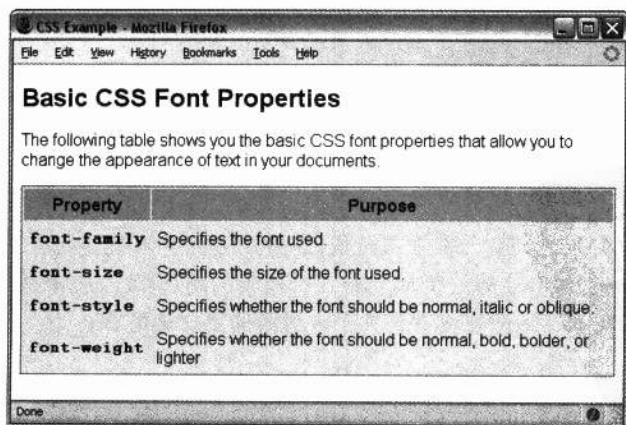 CSS Example - Mozilla Firefox
File Edit View History Bookmarks Tools Help
Basic CSS Font Properties
The following table shows you the basic CSS font properties that allow you to
change the appearance of text in your documents.
Property Purpose
font-family Specifies the font used.
font-size Specifies the size of the font used.
font-style Specifies whether the font should be normal, italic or oblique.
font-weight Specifies whether the font should be normal, bold, bolder, or
lighter
Done